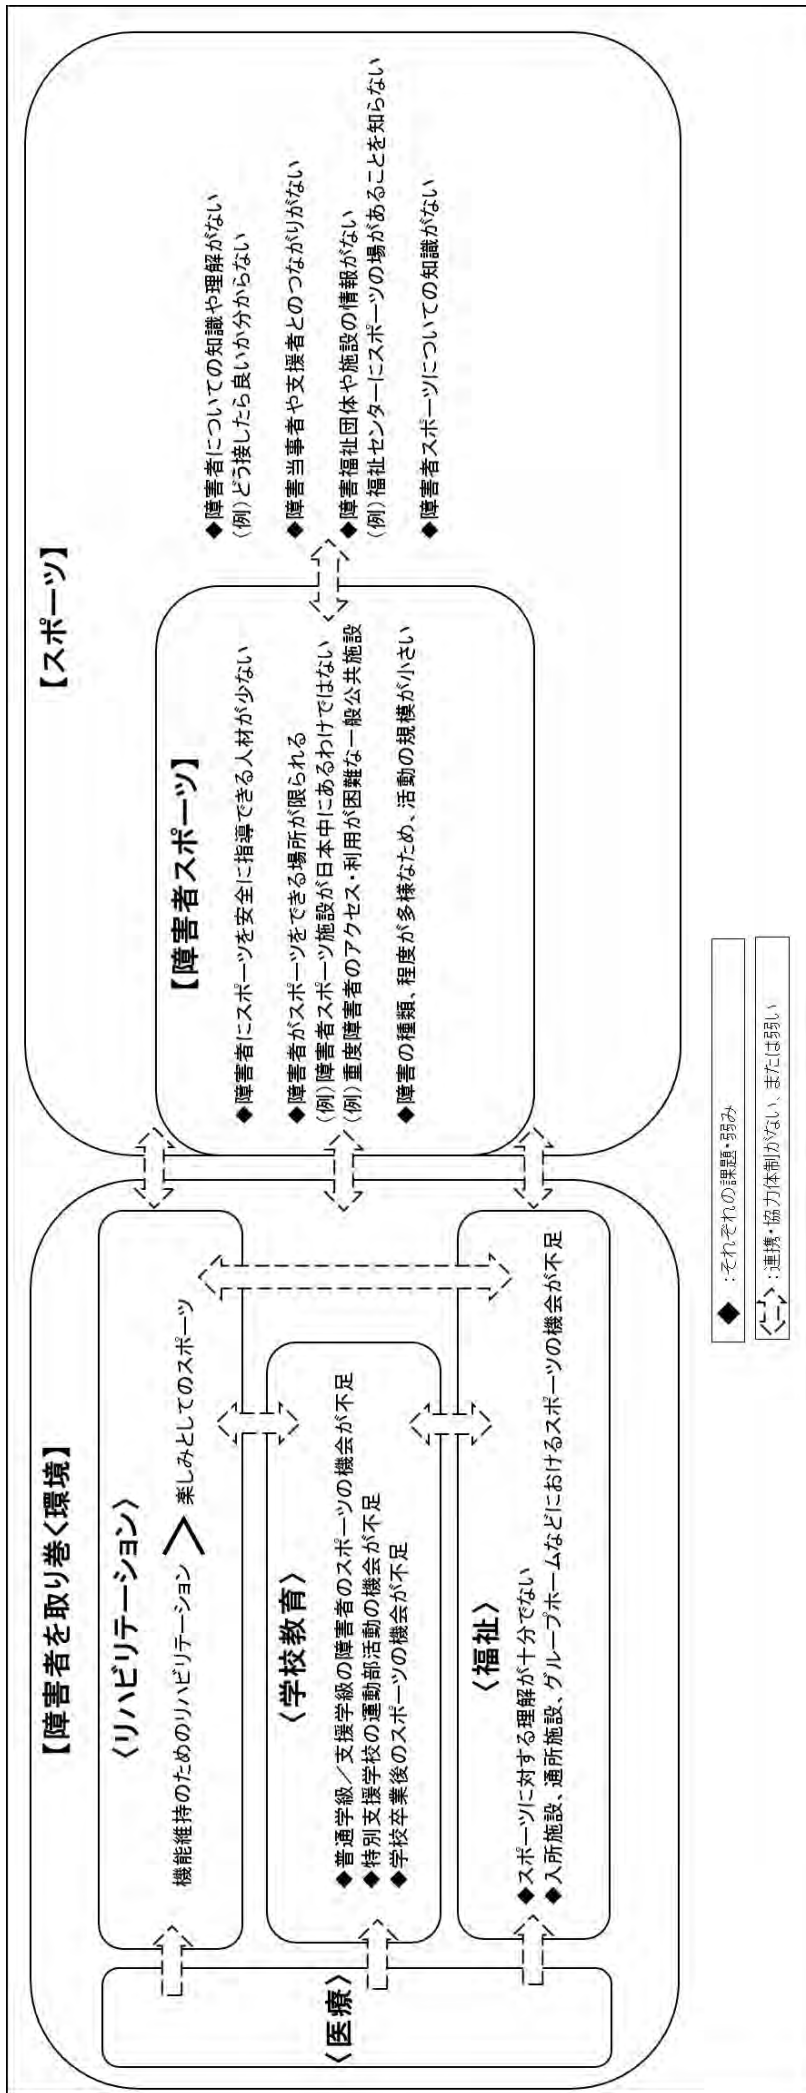 【障害者を取り巻く環境】
〈リハビリテーション〉
機能維持のためのリハビリテーション ＞ 楽しみとしてのスポーツ
〈学校教育〉
◆普通学級／支援学級の障害者のスポーツの機会が不足
◆特別支援学校の運動部活動の機会が不足
◆学校卒業後のスポーツの機会が不足
〈福祉〉
◆スポーツに対する理解が十分でない
◆入所施設、通所施設、グループホームなどにおけるスポーツの機会が不足
〈医療〉
【スポーツ】
【障害者スポーツ】
◆障害者にスポーツを安全に指導できる人材が少ない
◆障害者がスポーツをできる場所が限られる
(例)障害者スポーツ施設が日本中にあるわけではない
(例)重度障害者のアクセス・利用が困難な一般公共施設
◆障害の種類、程度が多様なため、活動の規模が小さい
◆障害者についての知識や理解がない
(例)どう接したら良いか分からない
◆障害当事者や支援者とのつながりがない
◆障害福祉団体や施設の情報がない
(例)福祉センターにスポーツの場があることを知らない
◆障害者スポーツについての知識がない
◆：それぞれの課題・弱み
：連携・協力体制がない、または弱い